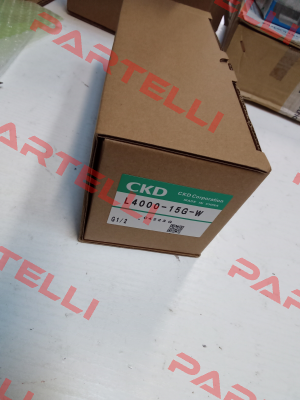 PARTELLI
PARTELLI
CKD
CKD Corporation
L4000-15G-W
G1/2
PARTELLI
PARTELLI